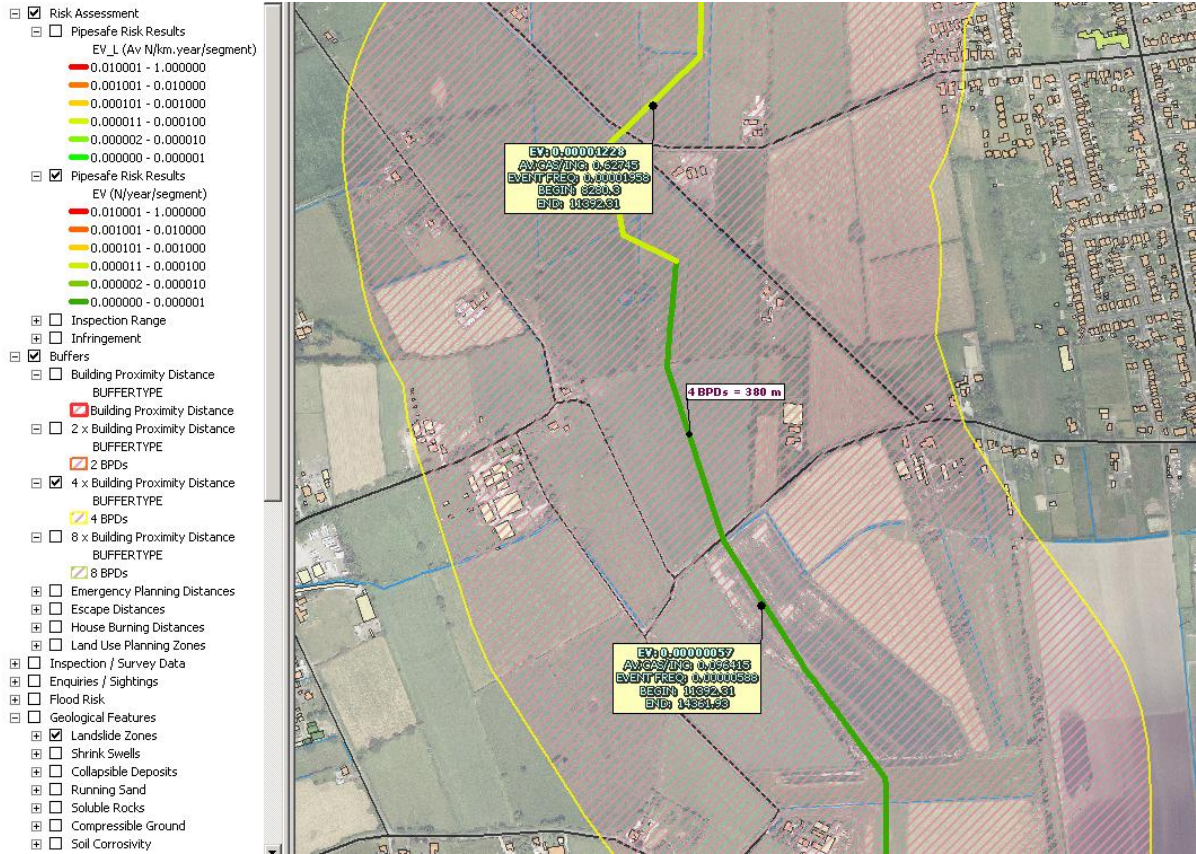 Risk Assessment
Pipesafe Risk Results
EV_L (Av N/km.year/segment)
0.010001 - 1.000000
0.001001 - 0.010000
0.000101 - 0.001000
0.000011 - 0.000100
0.000002 - 0.000010
0.000000 - 0.000001
Pipesafe Risk Results
EV (N/year/segment)
0.010001 - 1.000000
0.001001 - 0.010000
0.000101 - 0.001000
0.000011 - 0.000100
0.000002 - 0.000010
0.000000 - 0.000001
Inspection Range
Infringement
Buffers
Building Proximity Distance
BUFFERTYPE
Building Proximity Distance
2 x Building Proximity Distance
BUFFERTYPE
2 BPDs
4 x Building Proximity Distance
BUFFERTYPE
4 BPDs
8 x Building Proximity Distance
BUFFERTYPE
8 BPDs
Emergency Planning Distances
Escape Distances
House Burning Distances
Land Use Planning Zones
Inspection / Survey Data
Enquiries / Sightings
Flood Risk
Geological Features
Landslide Zones
Shrink Swells
Collapsible Deposits
Running Sand
Soluble Rocks
Compressible Ground
Soil Corrosivity
EV: 0.00001228
AV.CAS/INC: 0.62745
EVENT FREQ: 0.00001958
BEGIN: 8280.3
END: 11392.31
4 BPDs = 380 m
EV: 0.00000057
AV.CAS/INC: 0.096415
EVENT FREQ: 0.00000588
BEGIN: 11392.31
END: 14361.93